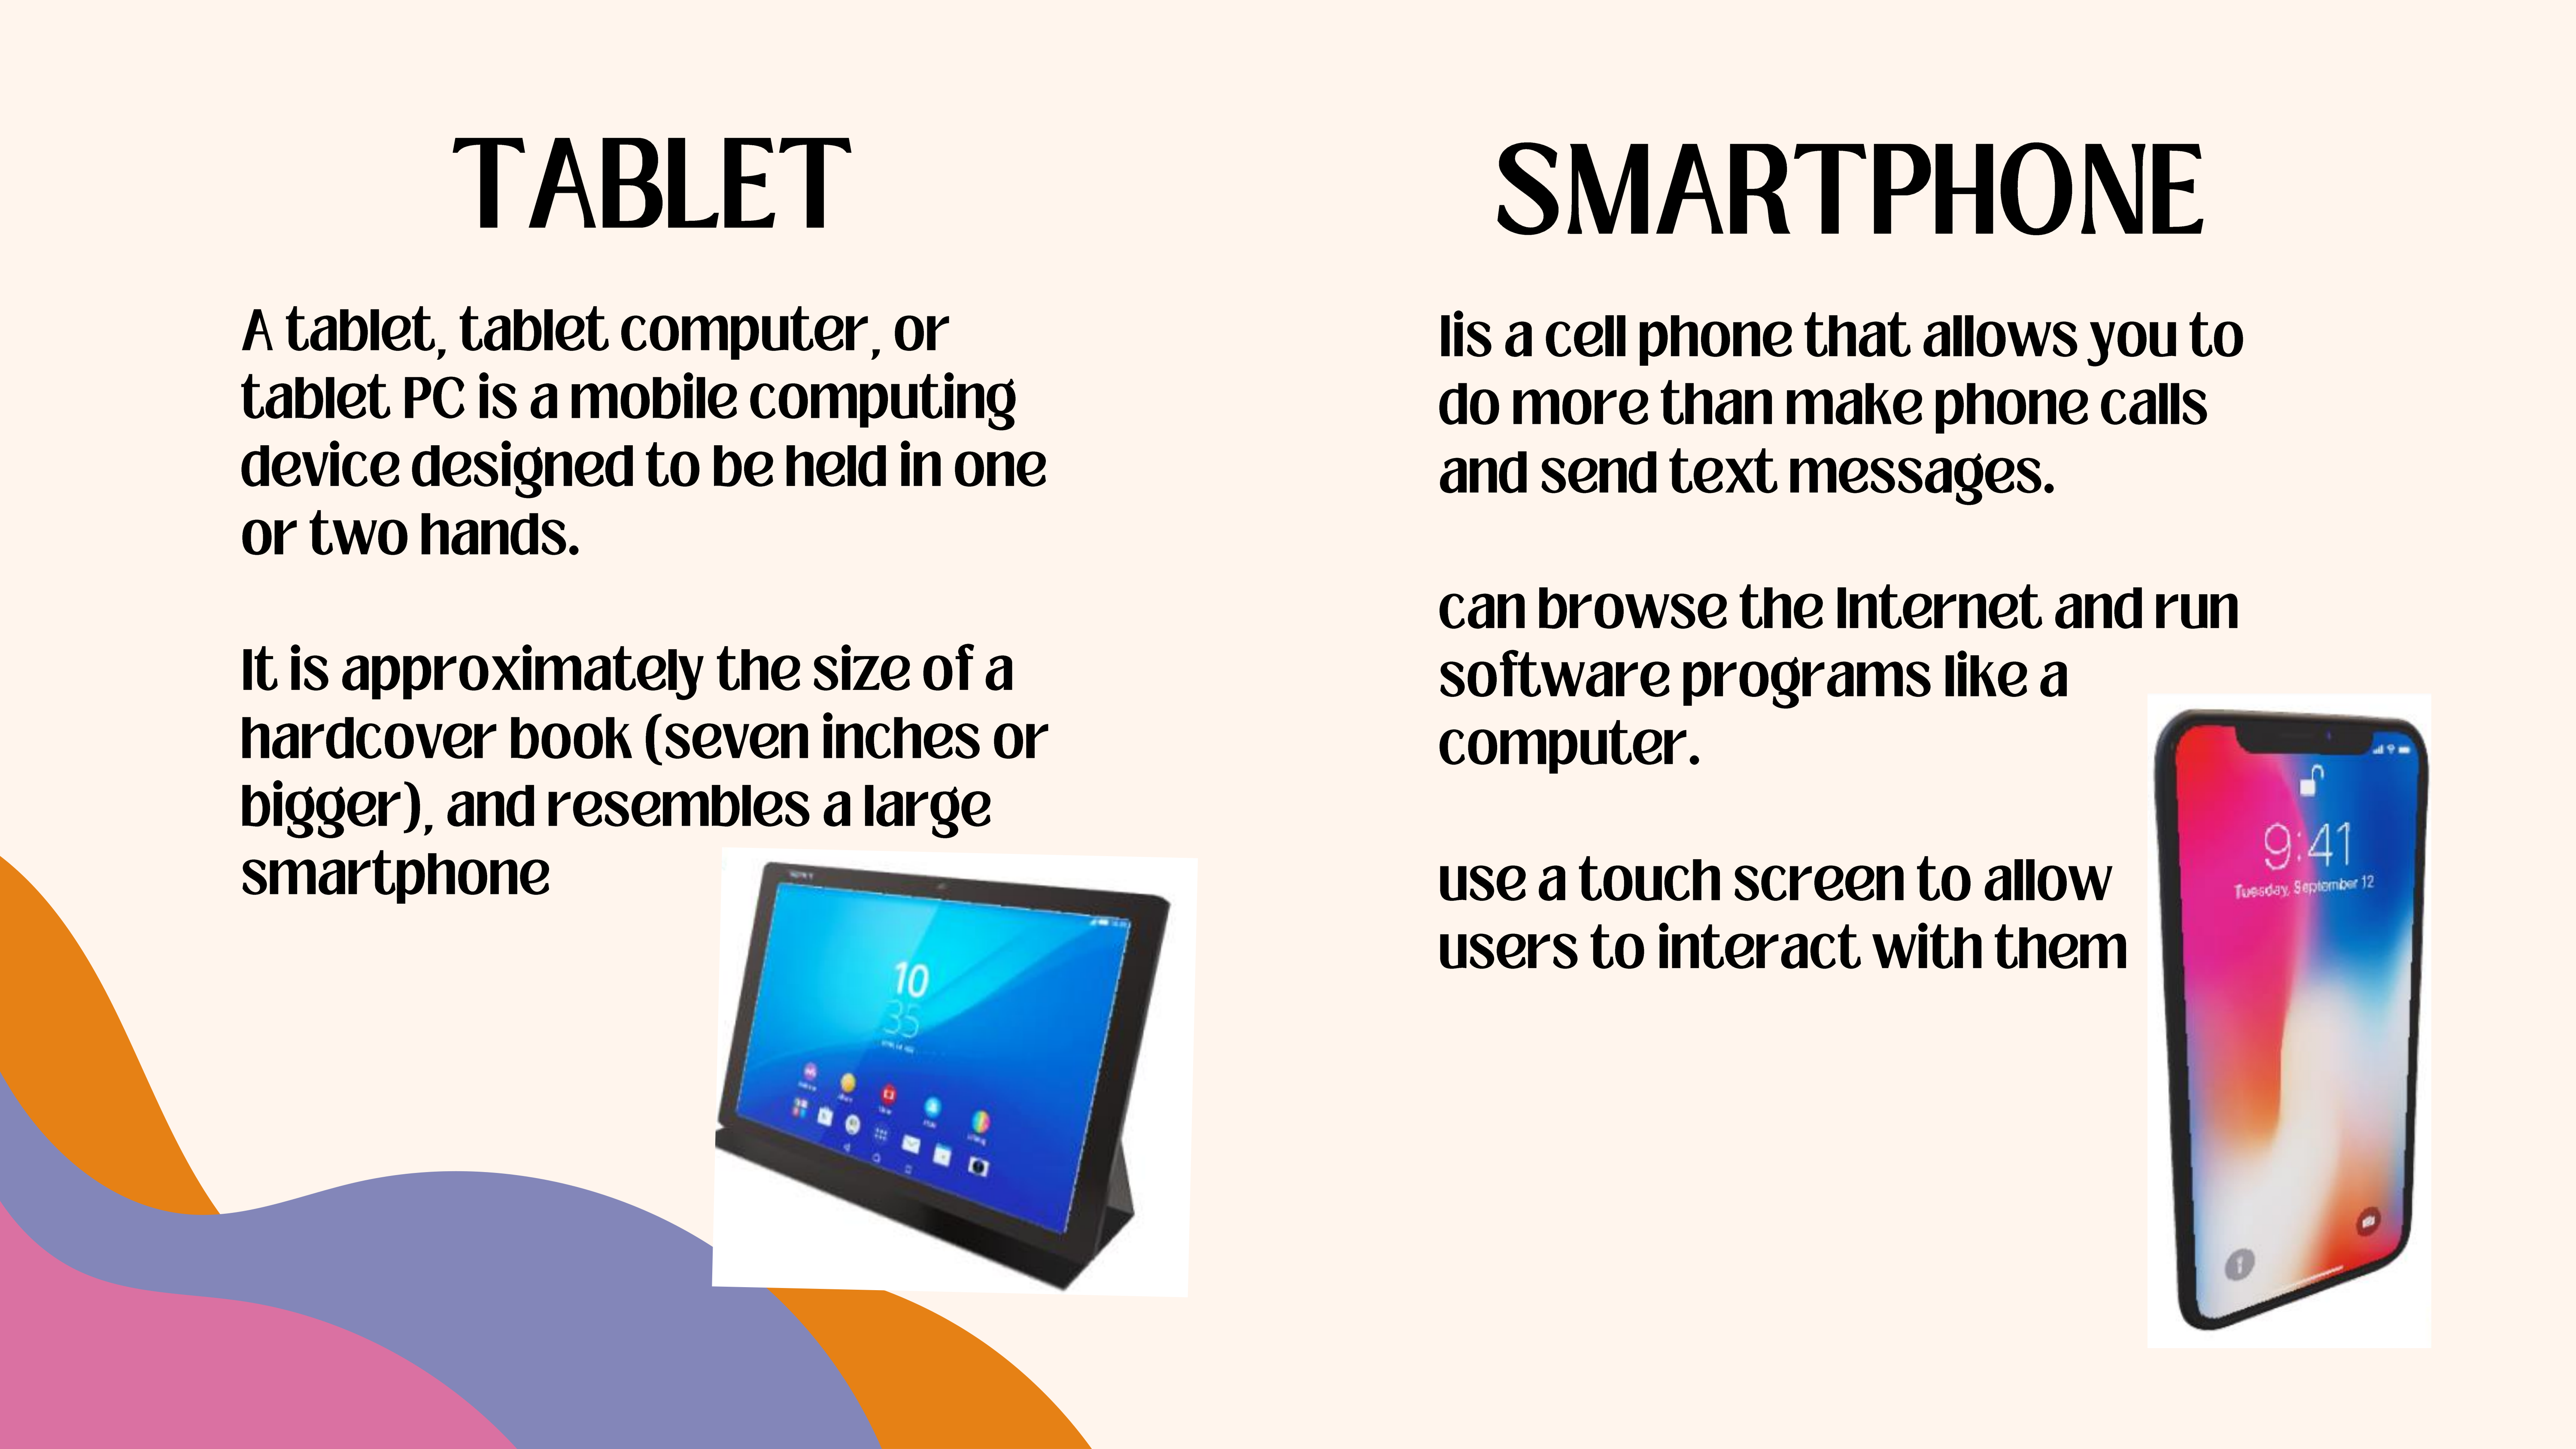 TABLET
A tablet, tablet computer, or
tablet PC is a mobile computing
device designed to be held in one
or two hands.
It is approximately the size of a
hardcover book (seven inches or
bigger), and resembles a large
smartphone
SONY
10
35
SMARTPHONE
Iis a cell phone that allows you to
do more than make phone calls
and send text messages.
can browse the Internet and run
software programs like a
computer.
use a touch screen to allow
users to interact with them
9:41
Tuesday, September 12